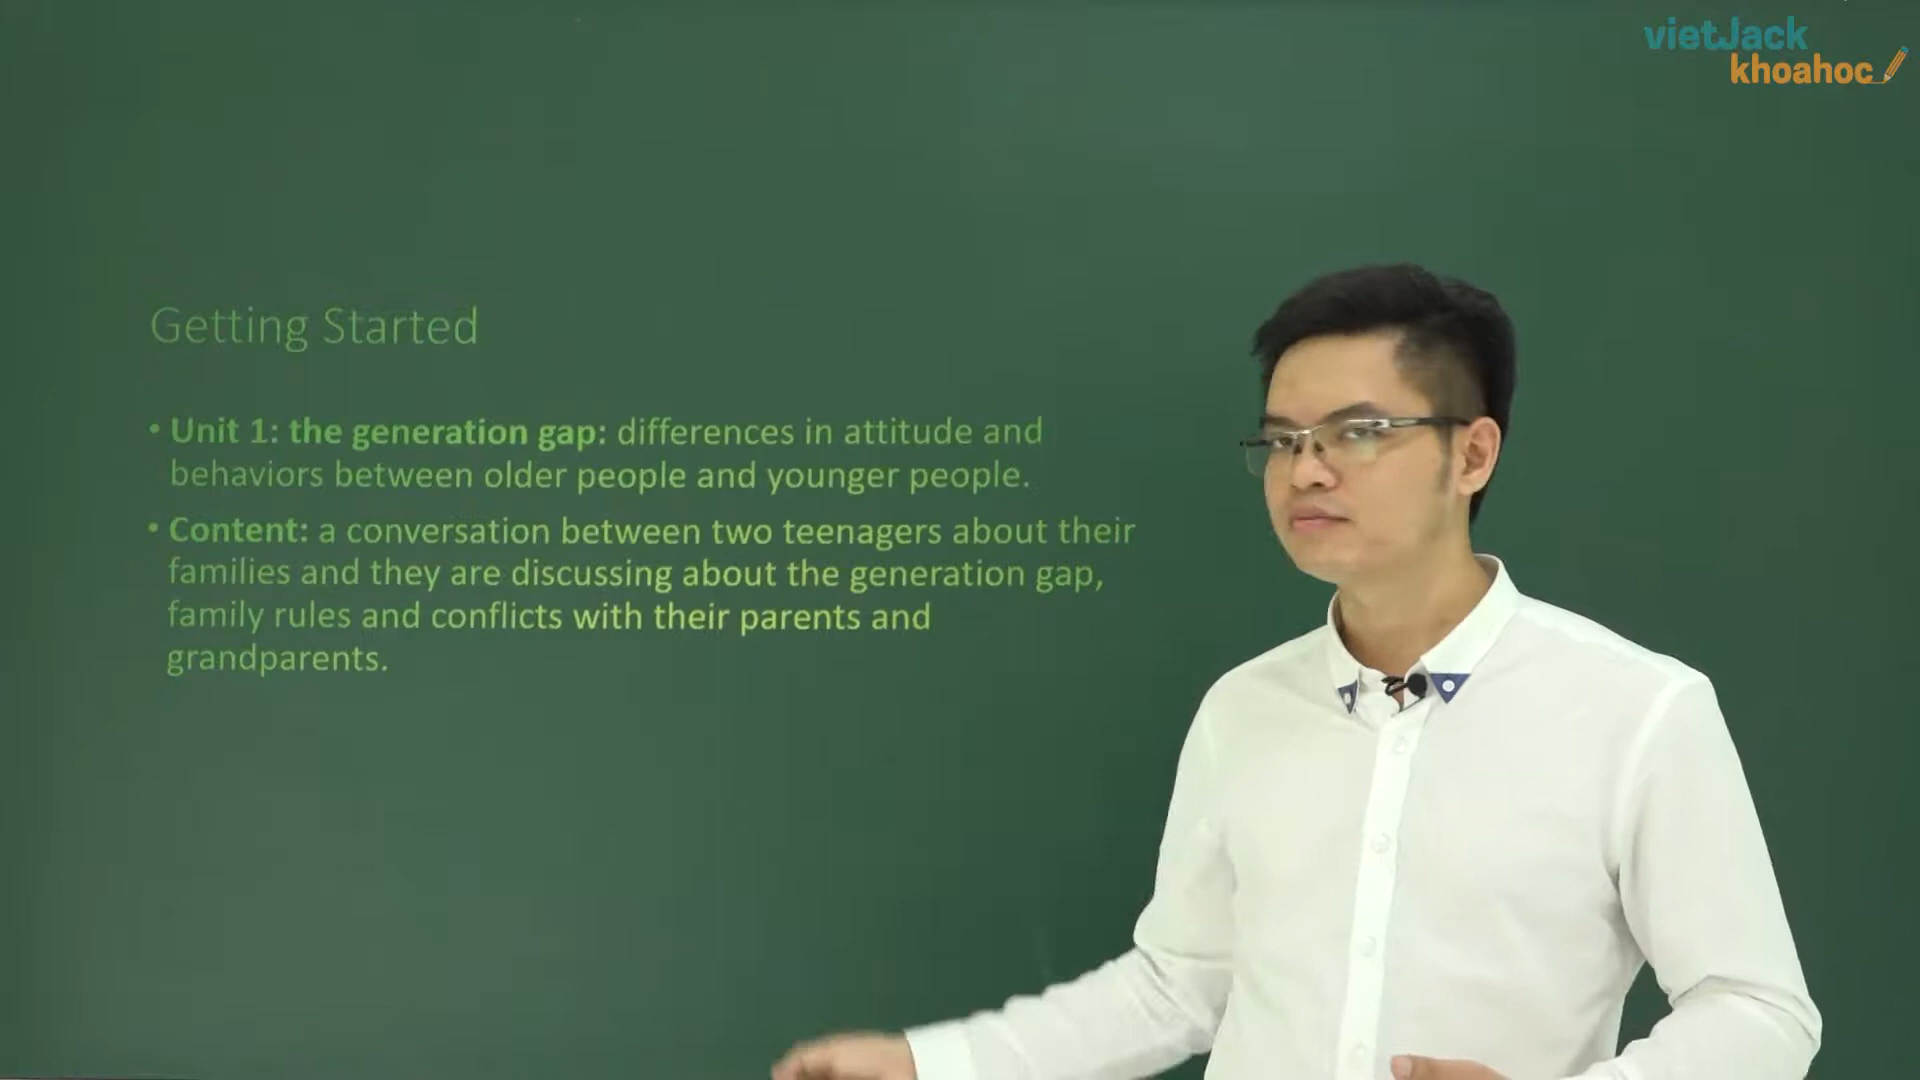 vietJack
khoahoc
Getting Started
• Unit 1: the generation gap: differences in attitude and
behaviors between older people and younger people.
• Content: a conversation between two teenagers about their
families and they are discussing about the generation gap,
family rules and conflicts with their parents and
grandparents.